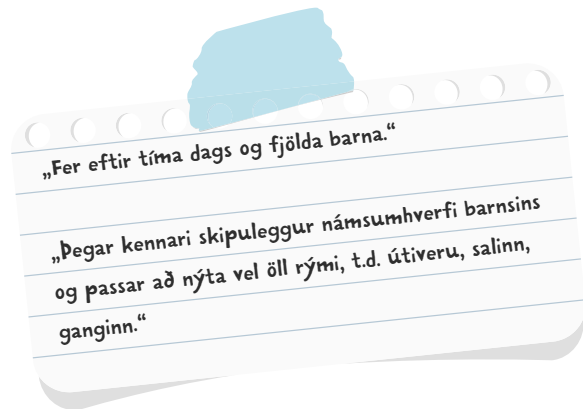 „Fer eftir tíma dags og fjölda barna.“
„Þegar kennari skipuleggur námsumhverfi barnsins
og passar að nýta vel öll rými, t.d. útiveru, salinn,
ganginn.“